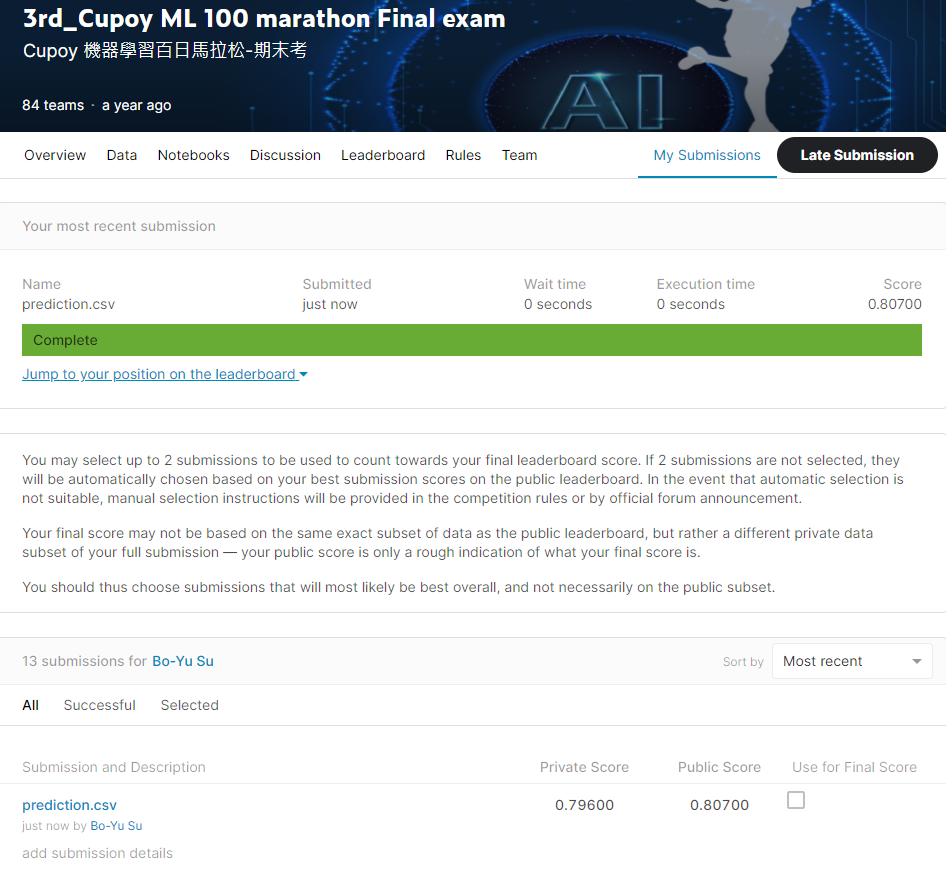 3rd_Cupoy ML 100 marathon Final exam
Cupoy 機器學習百日馬拉松-期末考
AI
84 teams · a year ago
Overview Data Notebooks Discussion Leaderboard Rules Team My Submissions Late Submission
Your most recent submission
Name Submitted Wait time Execution time Score
prediction.csv just now 0 seconds 0 seconds 0.80700
Complete
Jump to your position on the leaderboard
You may select up to 2 submissions to be used to count towards your final leaderboard score. If 2 submissions are not selected, they
will be automatically chosen based on your best submission scores on the public leaderboard. In the event that automatic selection is
not suitable, manual selection instructions will be provided in the competition rules or by official forum announcement.
Your final score may not be based on the same exact subset of data as the public leaderboard, but rather a different private data
subset of your full submission — your public score is only a rough indication of what your final score is.
You should thus choose submissions that will most likely be best overall, and not necessarily on the public subset.
13 submissions for Bo-Yu Su Sort by Most recent
All Successful Selected
Submission and Description Private Score Public Score Use for Final Score
prediction.csv 0.79600 0.80700
just now by Bo-Yu Su
add submission details